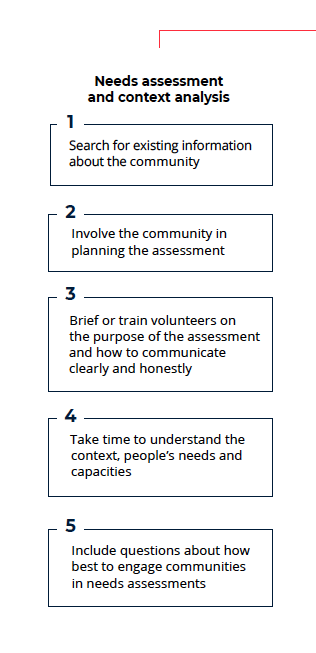 Needs assessment
and context analysis
1
Search for existing information
about the community
2
Involve the community in
planning the assessment
3
Brief or train volunteers on
the purpose of the assessment
and how to communicate
clearly and honestly
4
Take time to understand the
context, people's needs and
capacities
5
Include questions about how
best to engage communities
in needs assessments